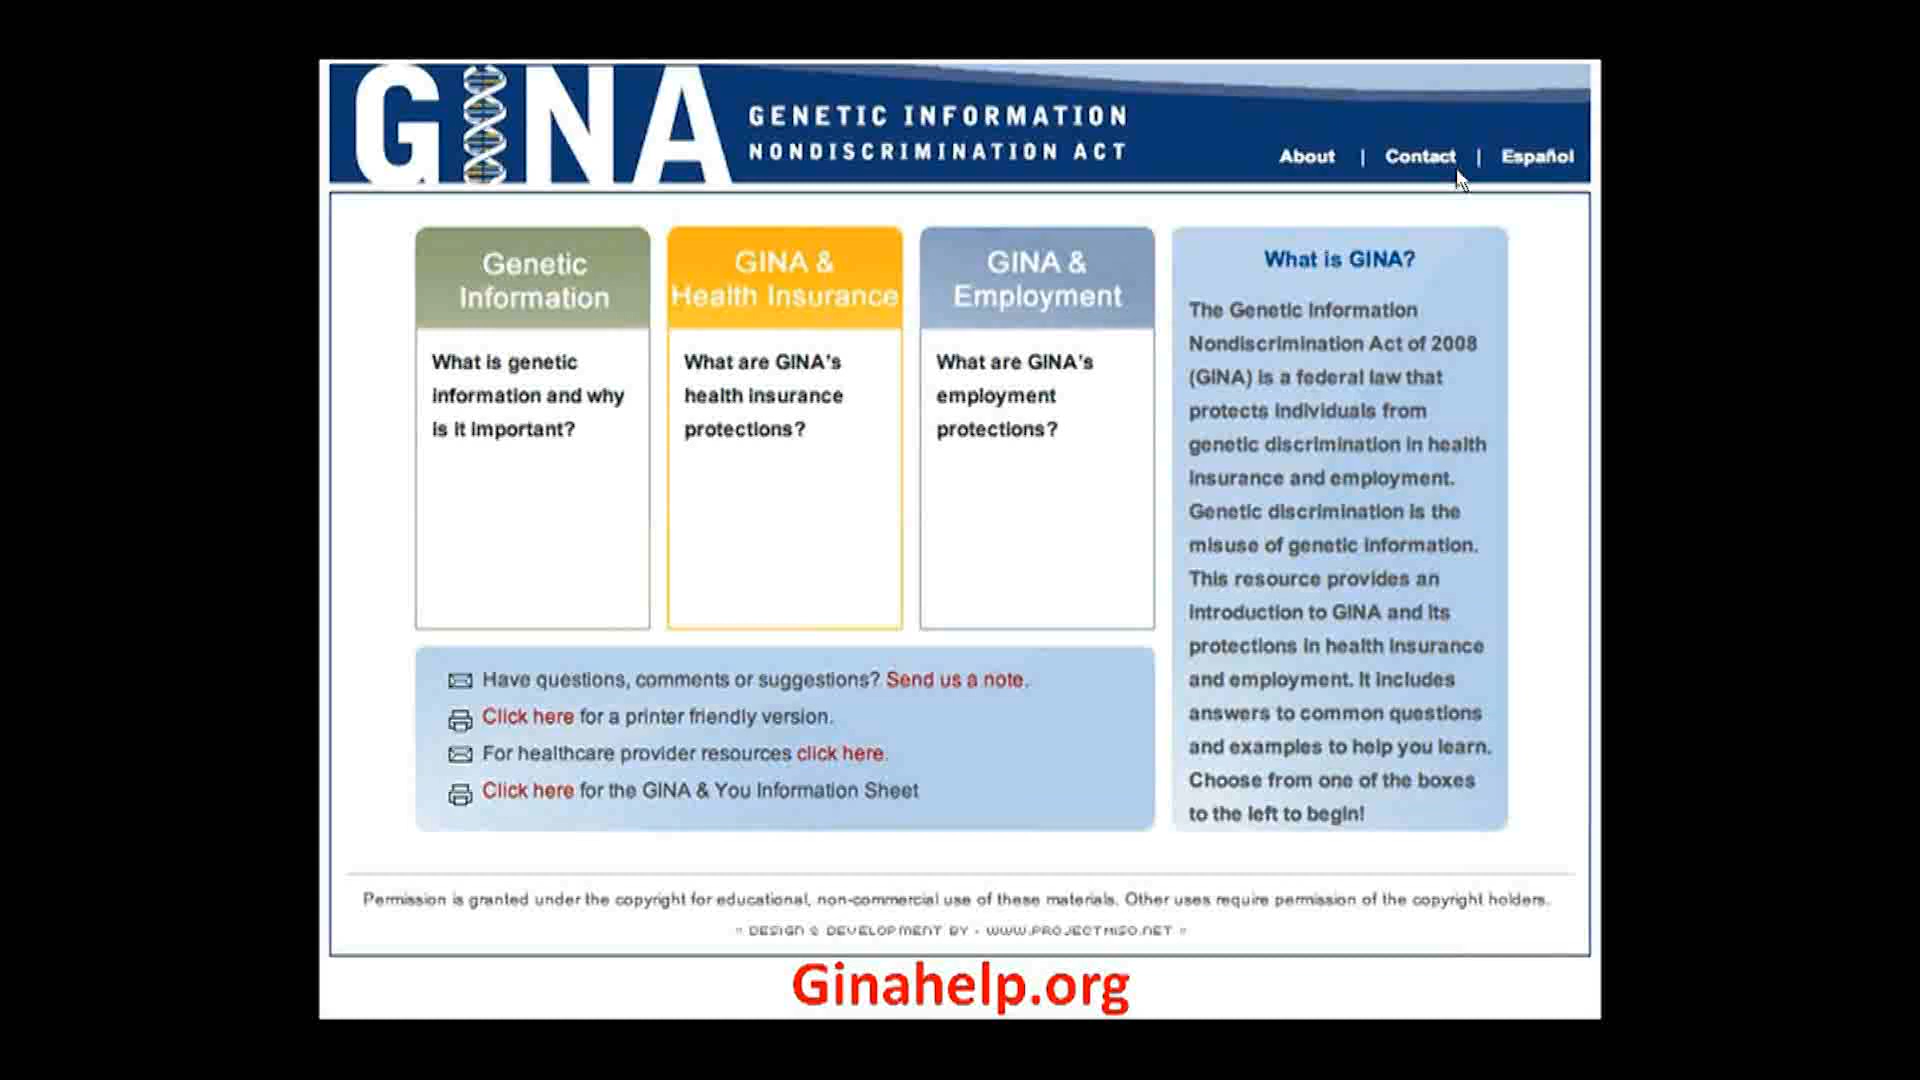 GINA
GENETIC INFORMATION
NONDISCRIMINATION ACT
About | Contact | Español
Genetic
Information
What is genetic
information and why
is it important?
GINA &
Health Insurance
What are GINA's
health insurance
protections?
GINA &
Employment
What are GINA's
employment
protections?
What is GINA?
The Genetic Information
Nondiscrimination Act of 2008
(GINA) is a federal law that
protects individuals from
genetic discrimination in health
insurance and employment.
Genetic discrimination is the
misuse of genetic information.
This resource provides an
introduction to GINA and its
protections in health insurance
and employment. It includes
answers to common questions
and examples to help you learn.
Choose from one of the boxes
to the left to begin!
Have questions, comments or suggestions? Send us a note.
Click here for a printer friendly version.
For healthcare provider resources click here.
Click here for the GINA & You Information Sheet
Permission is granted under the copyright for educational, non-commercial use of these materials. Other uses require permission of the copyright holders.
:: DESIGN & DEVELOPMENT BY - WWW.PROJECTMISO.NET ::
Ginahelp.org